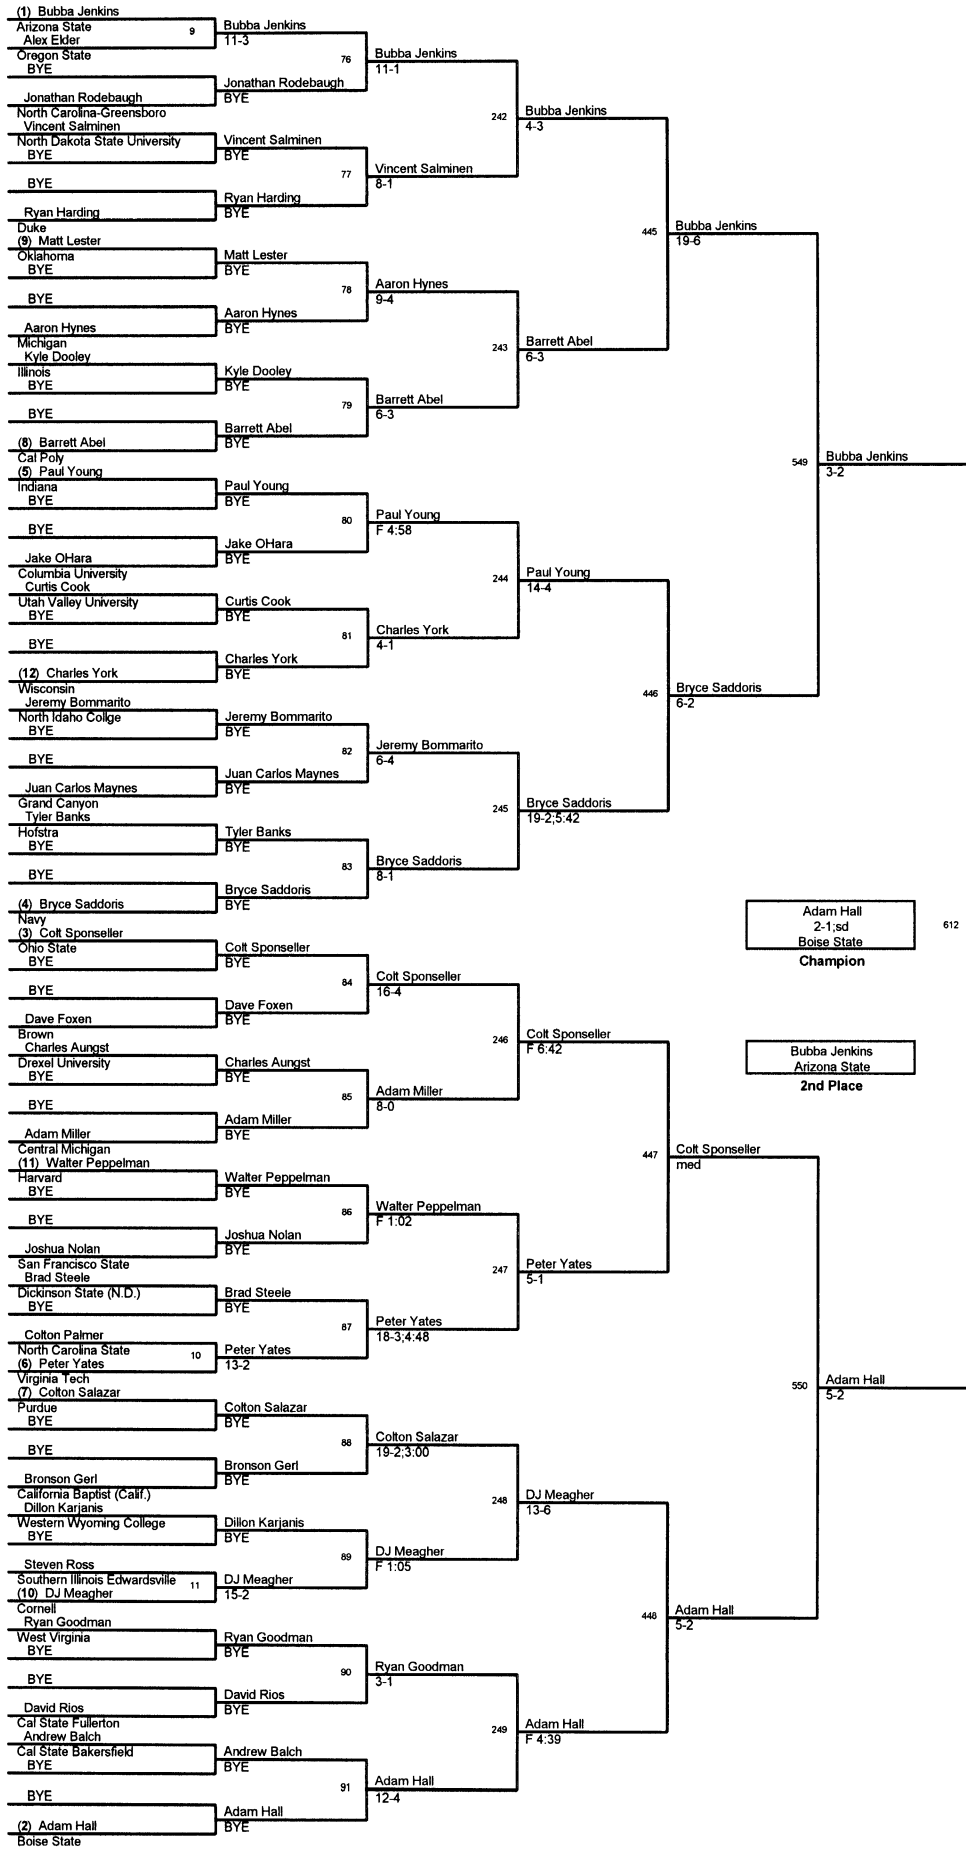 (1) Bubba Jenkins
Arizona State
9
Alex Elder
Oregon State
BYE
Jonathan Rodebaugh
North Carolina-Greensboro
Vincent Salminen
North Dakota State University
BYE
BYE
Ryan Harding
Duke
(9) Matt Lester
Oklahoma
BYE
BYE
Aaron Hynes
Michigan
Kyle Dooley
Illinois
BYE
BYE
(8) Barrett Abel
Cal Poly
(5) Paul Young
Indiana
BYE
BYE
Jake OHara
Columbia University
Curtis Cook
Utah Valley University
BYE
BYE
(12) Charles York
Wisconsin
Jeremy Bommarito
North Idaho Collge
BYE
BYE
Juan Carlos Maynes
Grand Canyon
Tyler Banks
Hofstra
BYE
BYE
(4) Bryce Saddoris
Navy
(3) Colt Sponseller
Ohio State
BYE
BYE
Dave Foxen
Brown
Charles Aungst
Drexel University
BYE
BYE
Adam Miller
Central Michigan
(11) Walter Peppelman
Harvard
BYE
BYE
Joshua Nolan
San Francisco State
Brad Steele
Dickinson State (N.D.)
BYE
Colton Palmer
North Carolina State
10
(6) Peter Yates
Virginia Tech
(7) Colton Salazar
Purdue
BYE
BYE
Bronson Gerl
California Baptist (Calif.)
Dillon Karjanis
Western Wyoming College
BYE
Steven Ross
Southern Illinois Edwardsville
11
(10) DJ Meagher
Cornell
Ryan Goodman
West Virginia
BYE
BYE
David Rios
Cal State Fullerton
Andrew Balch
Cal State Bakersfield
BYE
BYE
(2) Adam Hall
Boise State
Bubba Jenkins
11-3
76
Jonathan Rodebaugh
BYE
Vincent Salminen
BYE
77
Ryan Harding
BYE
Matt Lester
BYE
78
Aaron Hynes
BYE
Kyle Dooley
BYE
79
Barrett Abel
BYE
Paul Young
BYE
80
Jake OHara
BYE
Curtis Cook
BYE
81
Charles York
BYE
Jeremy Bommarito
BYE
82
Juan Carlos Maynes
BYE
Tyler Banks
BYE
83
Bryce Saddoris
BYE
Colt Sponseller
BYE
84
Dave Foxen
BYE
Charles Aungst
BYE
85
Adam Miller
BYE
Walter Peppelman
BYE
86
Joshua Nolan
BYE
Brad Steele
BYE
87
Peter Yates
13-2
Colton Salazar
BYE
88
Bronson Gerl
BYE
Dillon Karjanis
BYE
89
DJ Meagher
15-2
Ryan Goodman
BYE
90
David Rios
BYE
Andrew Balch
BYE
91
Adam Hall
BYE
Bubba Jenkins
11-1
242
Vincent Salminen
8-1
Aaron Hynes
9-4
243
Barrett Abel
6-3
Paul Young
F 4:58
244
Charles York
4-1
Jeremy Bommarito
6-4
245
Bryce Saddoris
8-1
Colt Sponseller
16-4
246
Adam Miller
8-0
Walter Peppelman
F 1:02
247
Peter Yates
18-3;4:48
Colton Salazar
19-2;3:00
248
DJ Meagher
F 1:05
Ryan Goodman
3-1
249
Adam Hall
12-4
Bubba Jenkins
4-3
445
Barrett Abel
6-3
Paul Young
14-4
446
Bryce Saddoris
19-2;5:42
Colt Sponseller
F 6:42
447
Peter Yates
5-1
DJ Meagher
13-6
448
Adam Hall
F 4:39
Bubba Jenkins
19-6
549
Bryce Saddoris
6-2
Colt Sponseller
med
550
Adam Hall
5-2
Bubba Jenkins
3-2
Adam Hall
2-1;sd
Boise State
612
Champion
Bubba Jenkins
Arizona State
2nd Place
Adam Hall
5-2